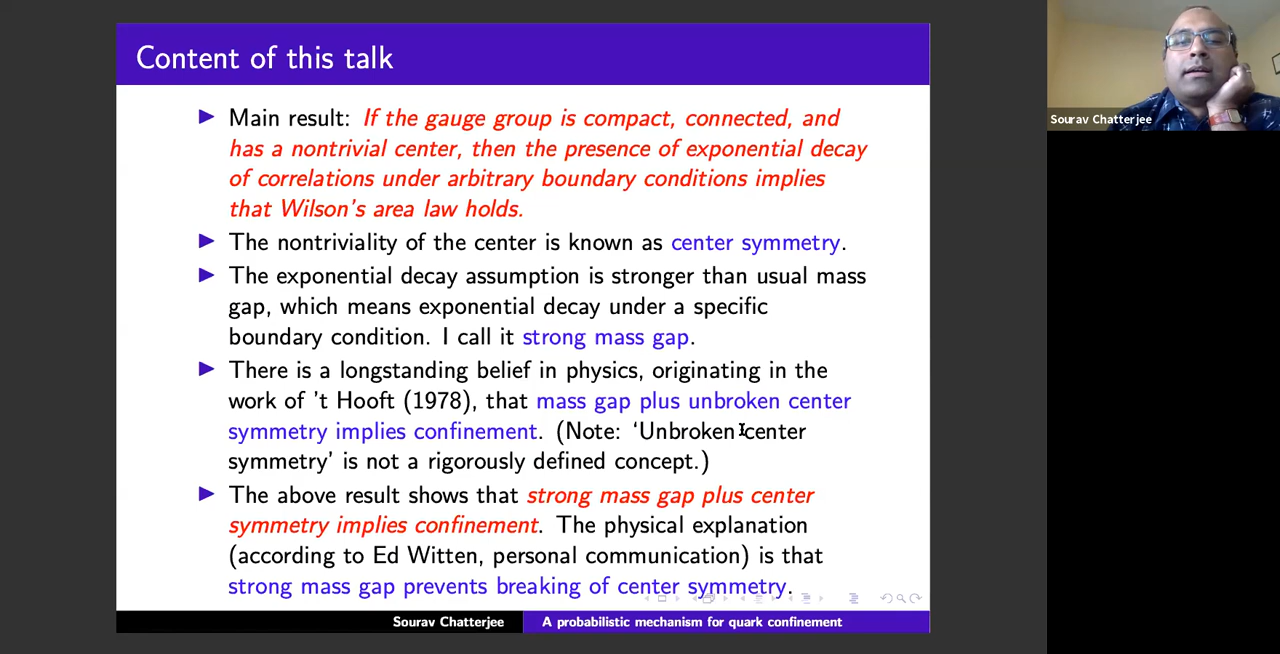 Content of this talk
Main result: If the gauge group is compact, connected, and
has a nontrivial center, then the presence of exponential decay
of correlations under arbitrary boundary conditions implies
that Wilson's area law holds.
The nontriviality of the center is known as center symmetry.
The exponential decay assumption is stronger than usual mass
gap, which means exponential decay under a specific
boundary condition. I call it strong mass gap.
There is a longstanding belief in physics, originating in the
work of 't Hooft (1978), that mass gap plus unbroken center
symmetry implies confinement. (Note: ‘Unbroken center
symmetry’ is not a rigorously defined concept.)
The above result shows that strong mass gap plus center
symmetry implies confinement. The physical explanation
(according to Ed Witten, personal communication) is that
strong mass gap prevents breaking of center symmetry.
Sourav Chatterjee
A probabilistic mechanism for quark confinement
Sourav Chatterjee